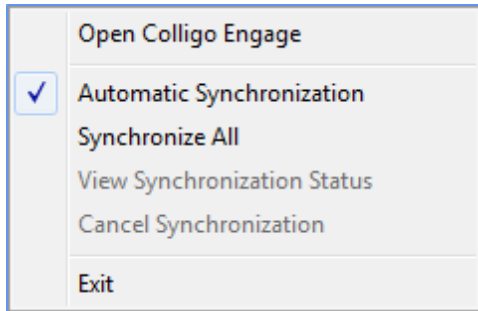 Open Colligo Engage
Automatic Synchronization
Synchronize All
View Synchronization Status
Cancel Synchronization
Exit